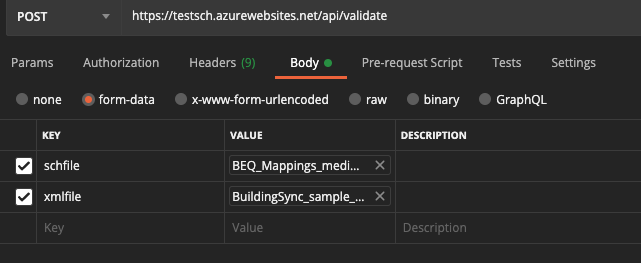 POST https://testsch.azurewebsites.net/api/validate
Params Authorization Headers (9) Body Pre-request Script Tests Settings
none form-data x-www-form-urlencoded raw binary GraphQL
KEY VALUE DESCRIPTION
schfile BEQ_Mappings_medi...
xmlfile BuildingSync_sample_...
Key Value Description